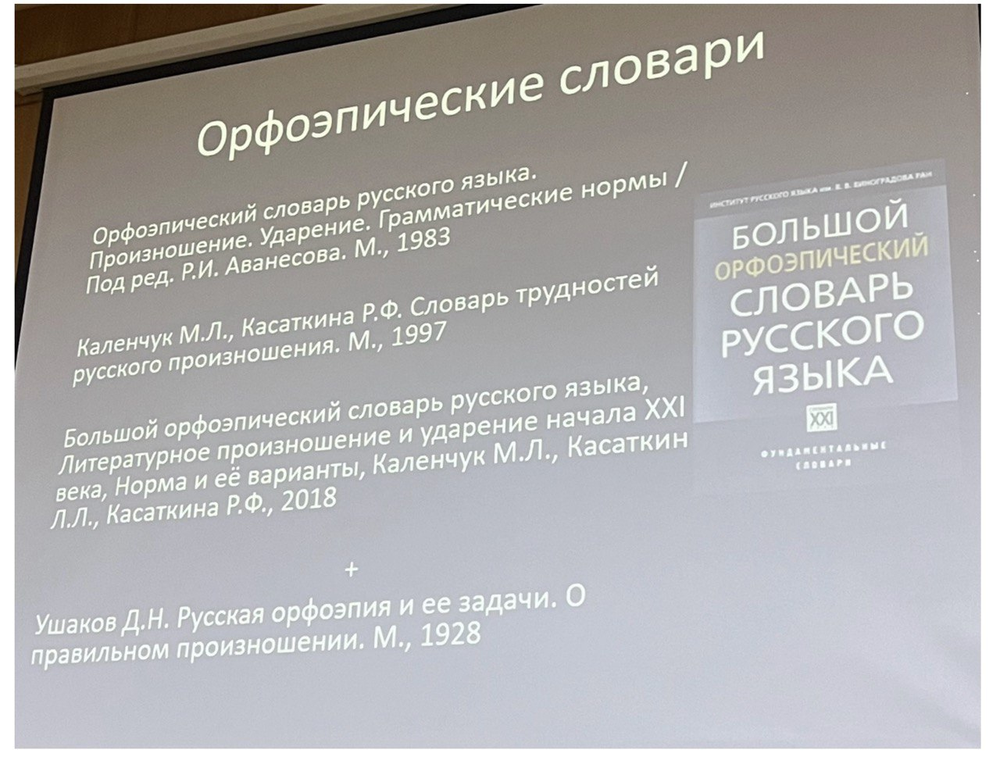 Орфоэпические словари
Орфоэпический словарь русского языка.
Произношение. Ударение. Грамматические нормы /
Под ред. Р.И. Аванесова. М., 1983
Каленчук М.Л., Касаткина Р.Ф. Словарь трудностей
русского произношения. М., 1997
Большой орфоэпический словарь русского языка,
Литературное произношение и ударение начала XXI
века, Норма и её варианты, Каленчук М.Л., Касаткин
Л.Л., Касаткина Р.Ф., 2018
+
Ушаков Д.Н. Русская орфоэпия и ее задачи. О
правильном произношении. М., 1928
ИНСТИТУТ РУССКОГО ЯЗЫКА им. В. В. ВИНОГРАДОВА РАН
БОЛЬШОЙ
ОРФОЭПИЧЕСКИЙ
СЛОВАРЬ
РУССКОГО
ЯЗЫКА
XXI
ФУНДАМЕНТАЛЬНЫЕ
СЛОВАРИ